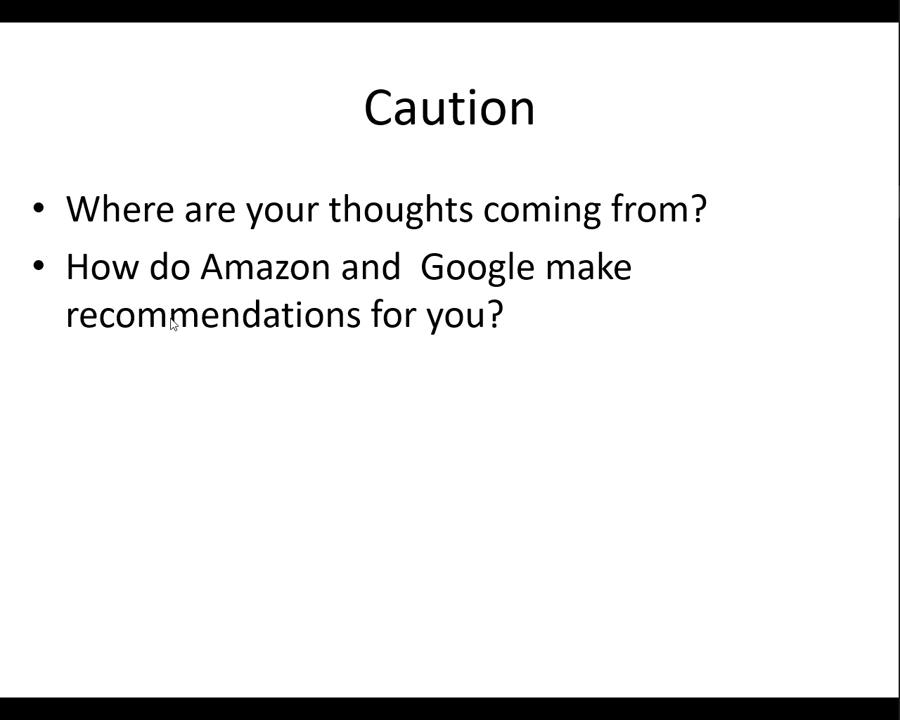 Caution
• Where are your thoughts coming from?
• How do Amazon and  Google make
recommendations for you?